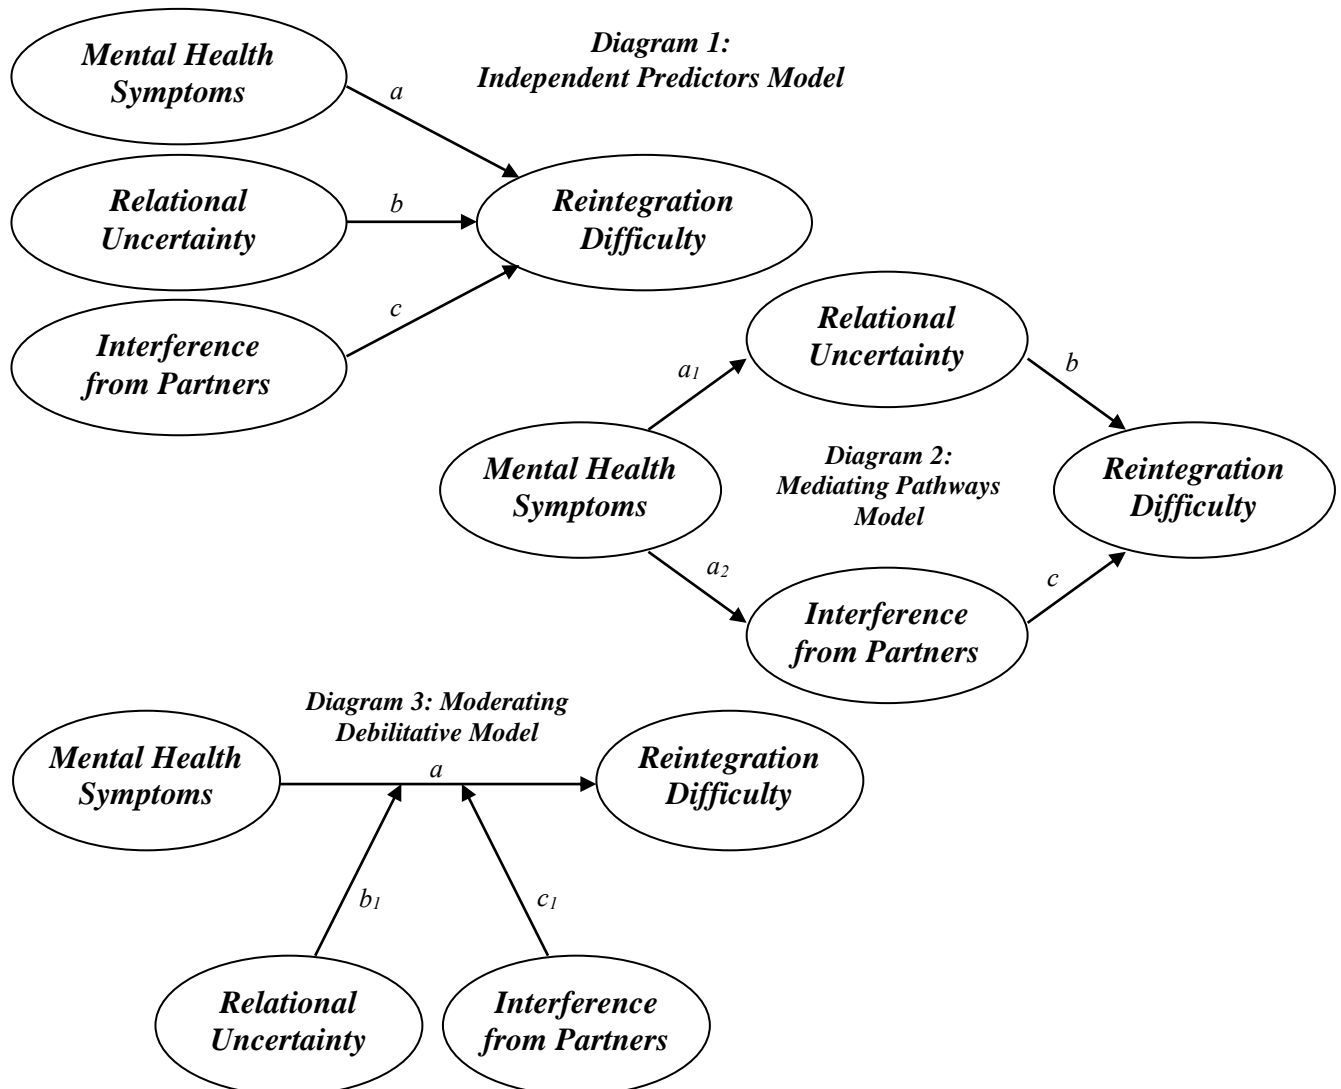 Mental Health
Symptoms
Diagram 1:
Independent Predictors Model
a
Relational
Uncertainty
b
Reintegration
Difficulty
c
Interference
from Partners
Relational
Uncertainty
a1
b
Mental Health
Symptoms
Diagram 2:
Mediating Pathways
Model
Reintegration
Difficulty
a2
c
Interference
from Partners
Diagram 3: Moderating
Debilitative Model
Mental Health
Symptoms
a
Reintegration
Difficulty
b1
c1
Relational
Uncertainty
Interference
from Partners